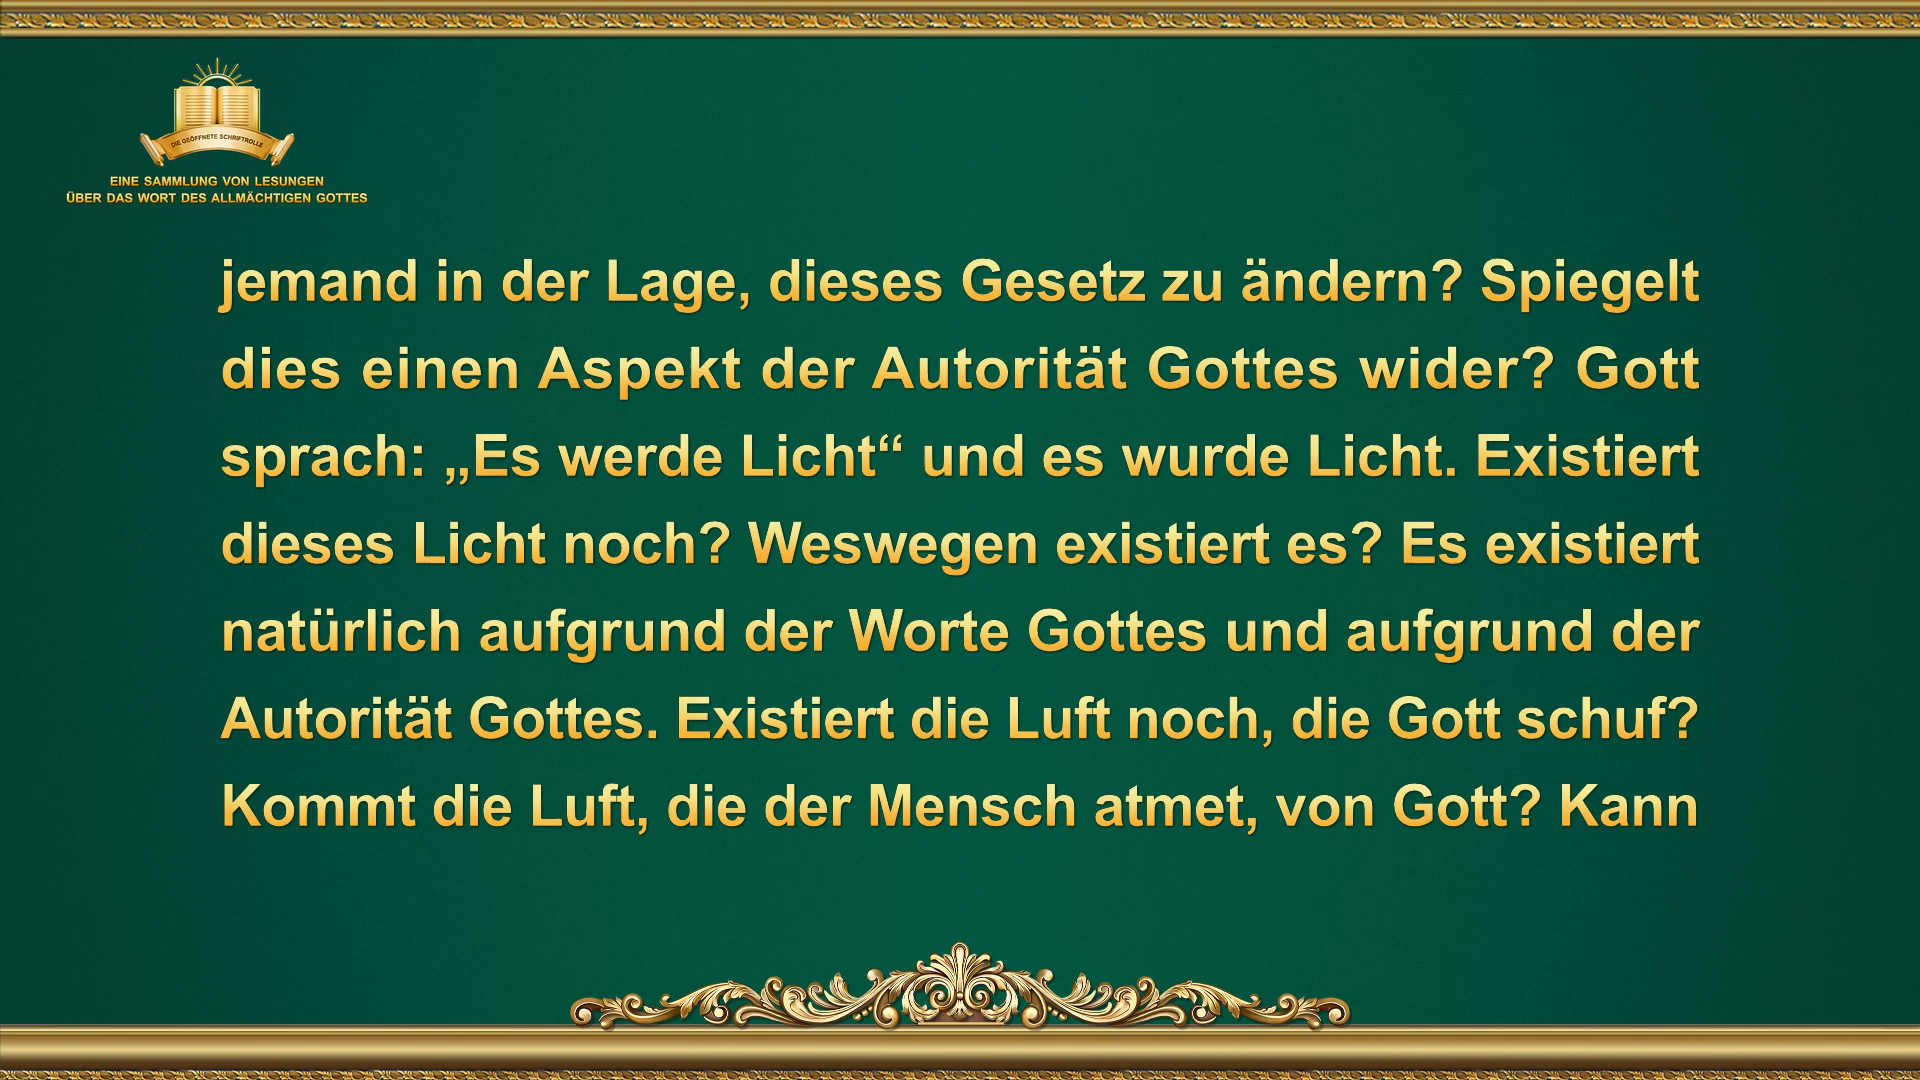 DIE GEÖFFNETE SCHRIFTROLLE
EINE SAMMLUNG VON LESUNGEN
ÜBER DAS WORT DES ALLMÄCHTIGEN GOTTES
jemand in der Lage, dieses Gesetz zu ändern? Spiegelt
dies einen Aspekt der Autorität Gottes wider? Gott
sprach: „Es werde Licht“ und es wurde Licht. Existiert
dieses Licht noch? Weswegen existiert es? Es existiert
natürlich aufgrund der Worte Gottes und aufgrund der
Autorität Gottes. Existiert die Luft noch, die Gott schuf?
Kommt die Luft, die der Mensch atmet, von Gott? Kann